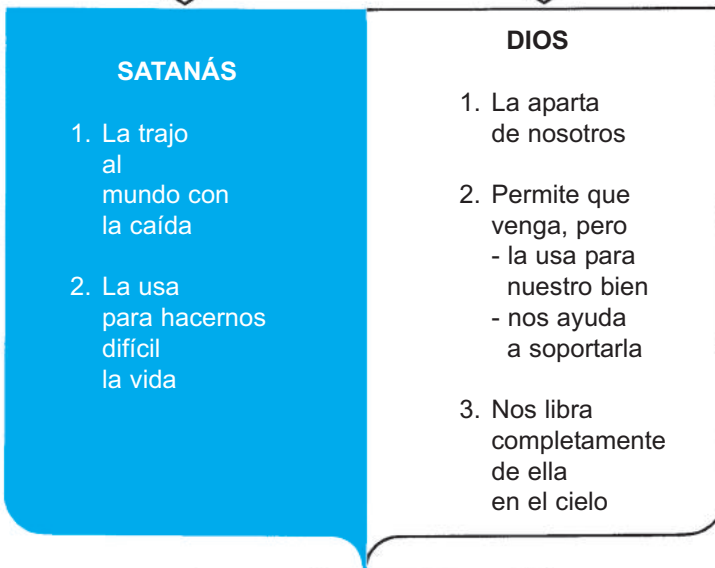 SATANÁS
1. La trajo
al
mundo con
la caída
2. La usa
para hacernos
difícil
la vida
DIOS
1. La aparta
de nosotros
2. Permite que
venga, pero
- la usa para
nuestro bien
- nos ayuda
a soportarla
3. Nos libra
completamente
de ella
en el cielo